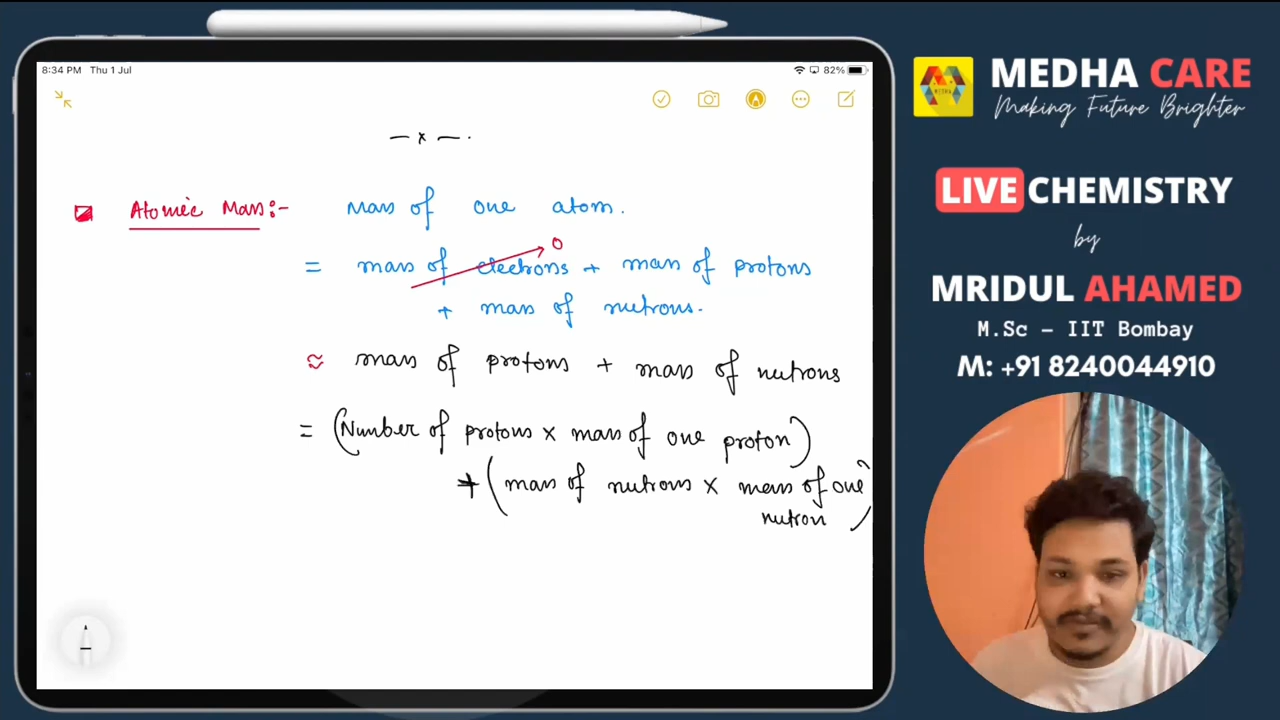 8:34 PM Thu 1 Jul
82%
— x —.
Atomic Mass:- Mass of one atom.
= mass of electrons + mass of protons
0
+ mass of nutrons.
≈ mass of protons + mass of nutrons
= (Number of protons x mass of one proton)
+ (mass of nutrons x mass of one
nutron)
MEDHA CARE
Making Future Brighter
LIVE CHEMISTRY
by
MRIDUL AHAMED
M.Sc - IIT Bombay
M: +91 8240044910